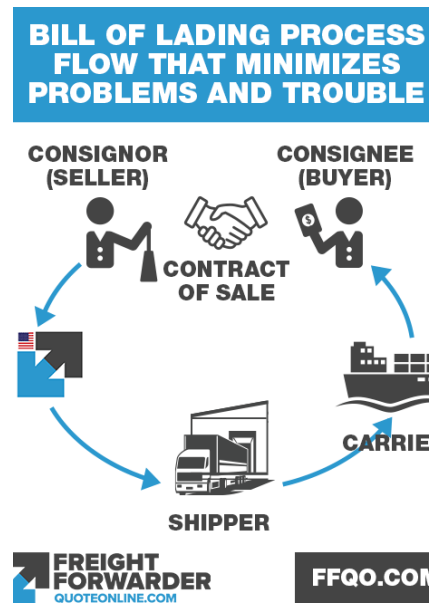 BILL OF LADING PROCESS
FLOW THAT MINIMIZES
PROBLEMS AND TROUBLE
CONSIGNOR
(SELLER)
CONSIGNEE
(BUYER)
$
CONTRACT
OF SALE
CARRIE
SHIPPER
FREIGHT
FORWARDER
QUOTEONLINE.COM
FFQO.COM